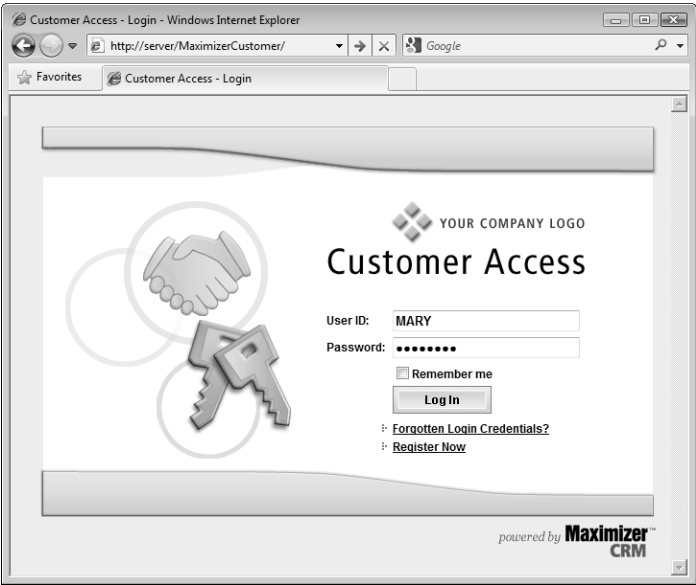 Customer Access - Login - Windows Internet Explorer
http://server/MaximizerCustomer/
Google
Favorites
Customer Access - Login
YOUR COMPANY LOGO
Customer Access
User ID: MARY
Password: ••••••••
Remember me
Log In
Forgotten Login Credentials?
Register Now
powered by Maximizer™
CRM